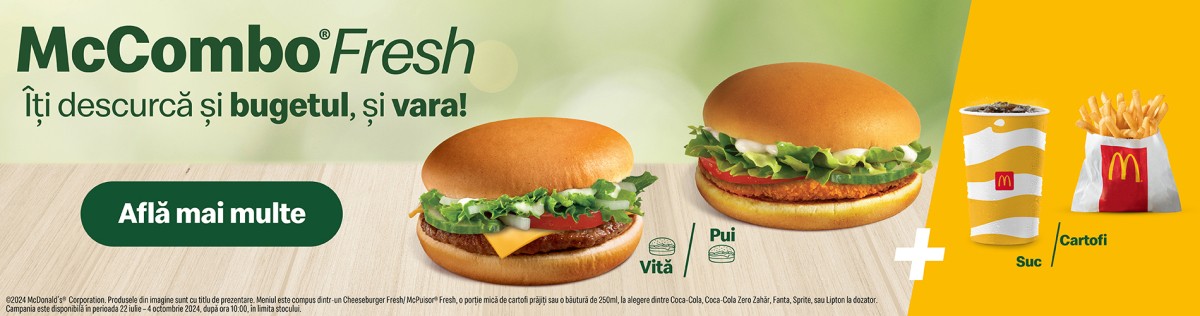 McCombo® Fresh
Îți descurcă și bugetul, și vara!
Află mai multe
Vită / Pui
+
Suc / Cartofi
©2024 McDonald's® Corporation. Produsele din imagine sunt cu titlu de prezentare. Meniul este compus dintr-un Cheeseburger Fresh/ McPuisor® Fresh, o porție mică de cartofi prăjiți sau o băutură de 250ml, la alegere dintre Coca-Cola, Coca-Cola Zero Zahăr, Fanta, Sprite, sau Lipton la dozator.
Campania este disponibilă în perioada 22 iulie – 4 octombrie 2024, după ora 10:00, în limita stocului.